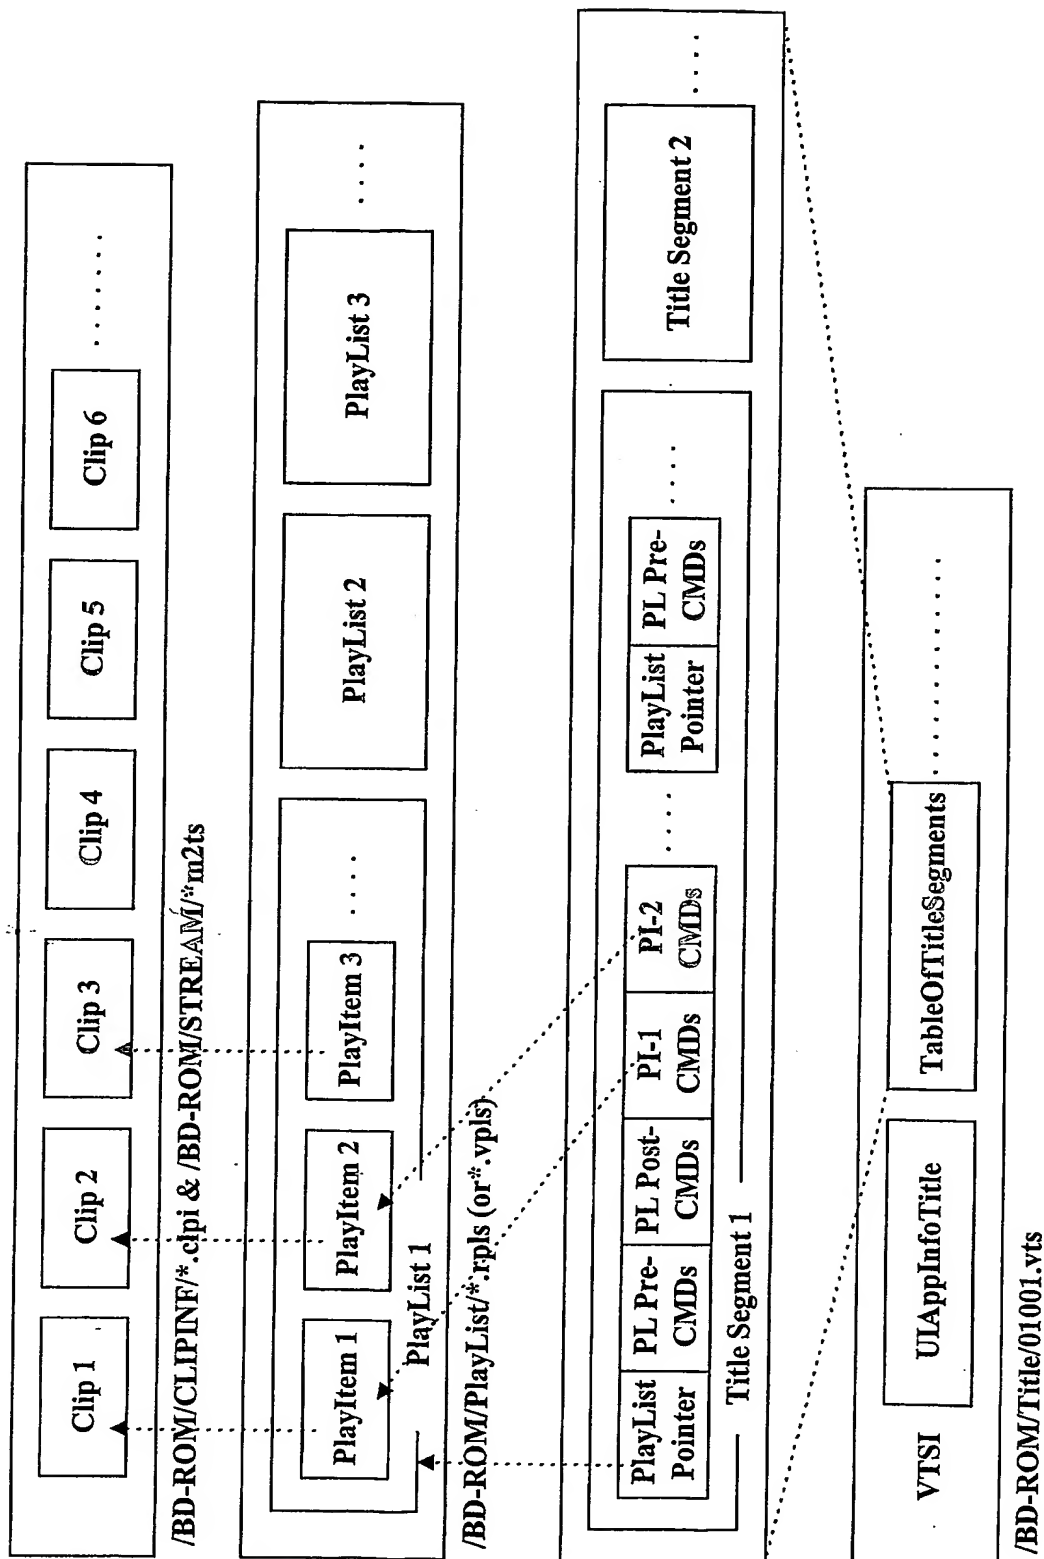 Clip 1
Clip 2
Clip 3
Clip 4
Clip 5
Clip 6
.......
/BD-ROM/CLIPINF/*.clpi & /BD-ROM/STREAM/*m2ts
PlayItem 1
PlayItem 2
PlayItem 3
....
PlayList 1
PlayList 2
PlayList 3
....
/BD-ROM/PlayList/*.rpls (or*.vpls)
PlayList
Pointer
PL Pre-
CMDs
PL Post-
CMDs
PI-1
CMDs
PI-2
CMDs
....
PlayList
Pointer
PL Pre-
CMDs
....
Title Segment 1
Title Segment 2
....
VTSI
UIAppInfoTitle
TableOfTitleSegments
............
/BD-ROM/Title/01001.vts